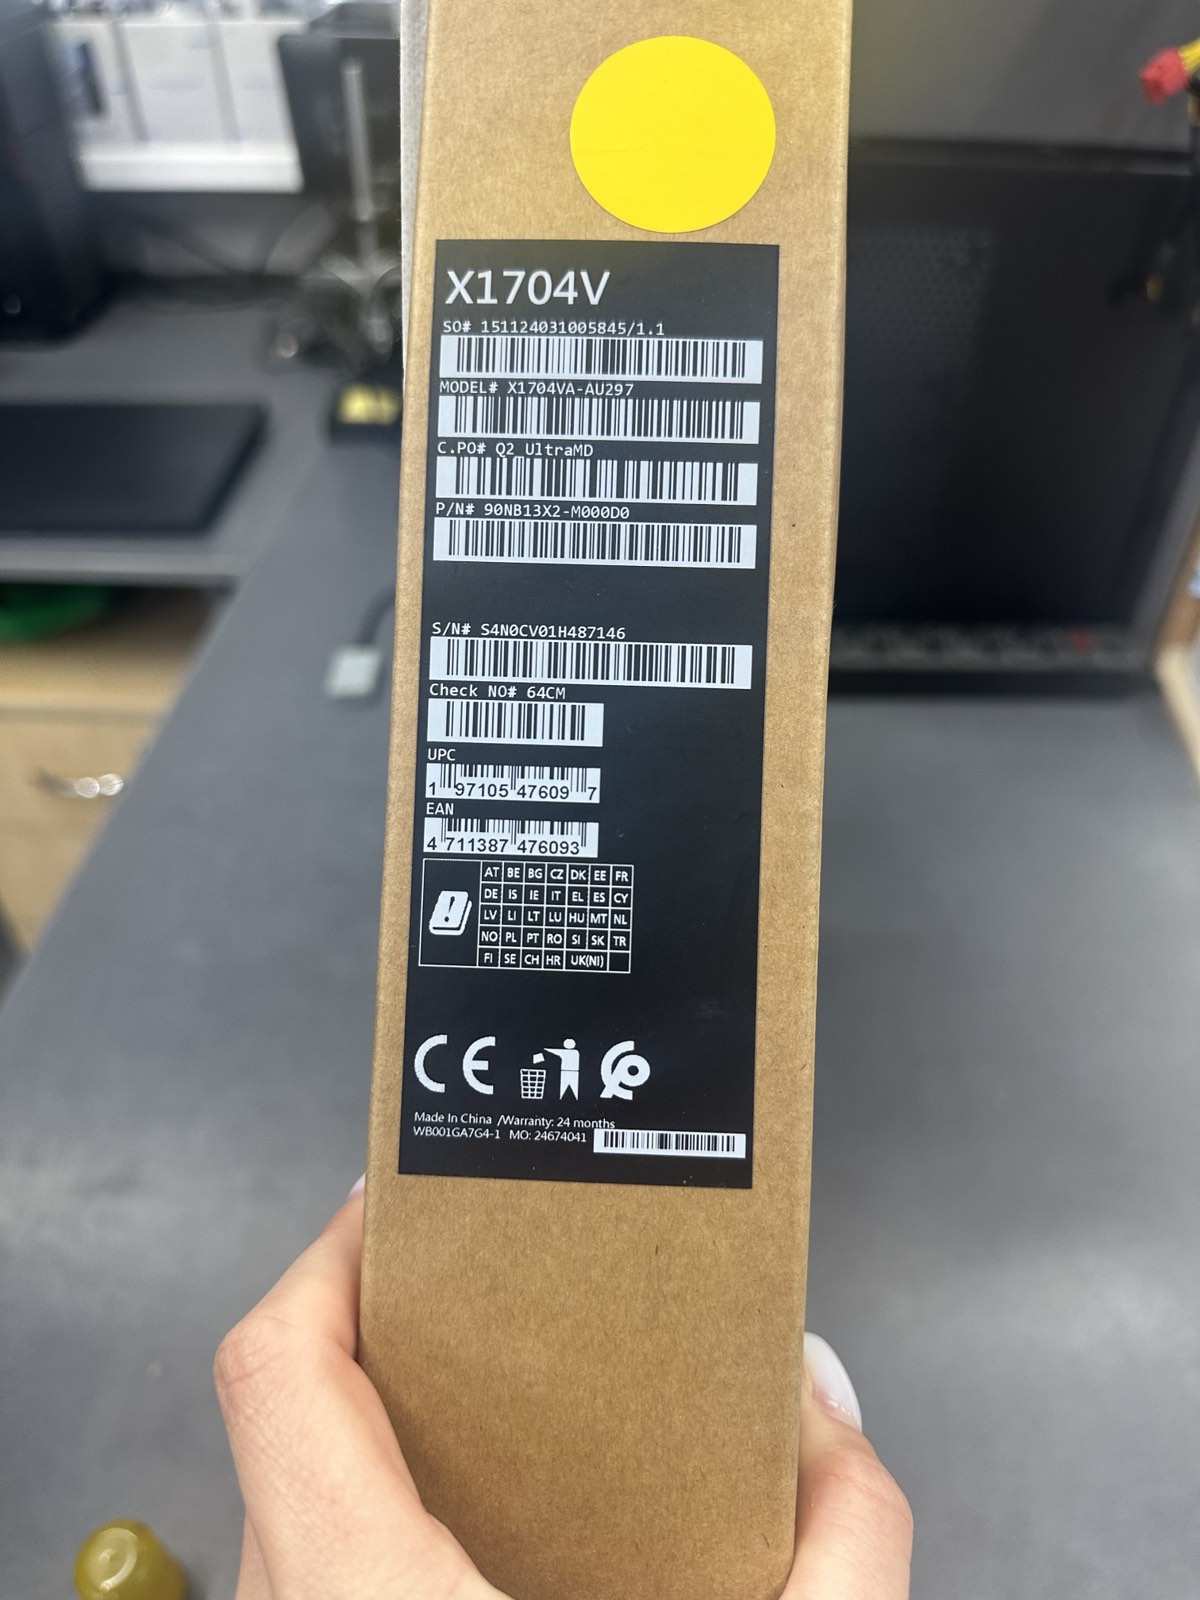 X1704V
SO# 151124031005845/1.1
MODEL# X1704VA-AU297
C.PO# Q2_UltraMD
P/N# 90NB13X2-M000D0
S/N# S4N0CV01H487146
Check NO# 64CM
UPC
1 97105 47609 7
EAN
4 711387 476093
AT BE BG CZ DK EE FR
DE IS IE IT EL ES CY
LV LI LT LU HU MT NL
NO PL PT RO SI SK TR
FI SE CH HR UK(NI)
CE
Made In China /Warranty: 24 months
WB001GA7G4-1 MO: 24674041